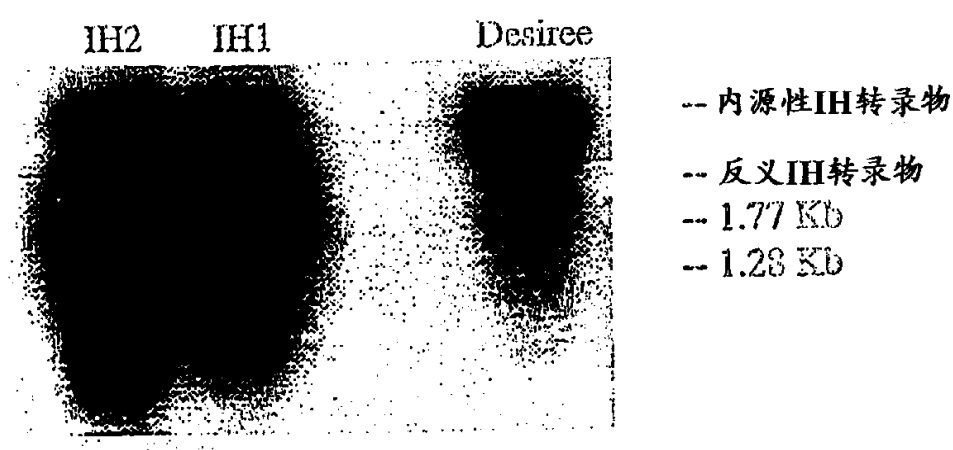 IH2 IH1 Desiree
-- 内源性IH转录物
-- 反义IH转录物
-- 1.77 Kb
-- 1.28 Kb